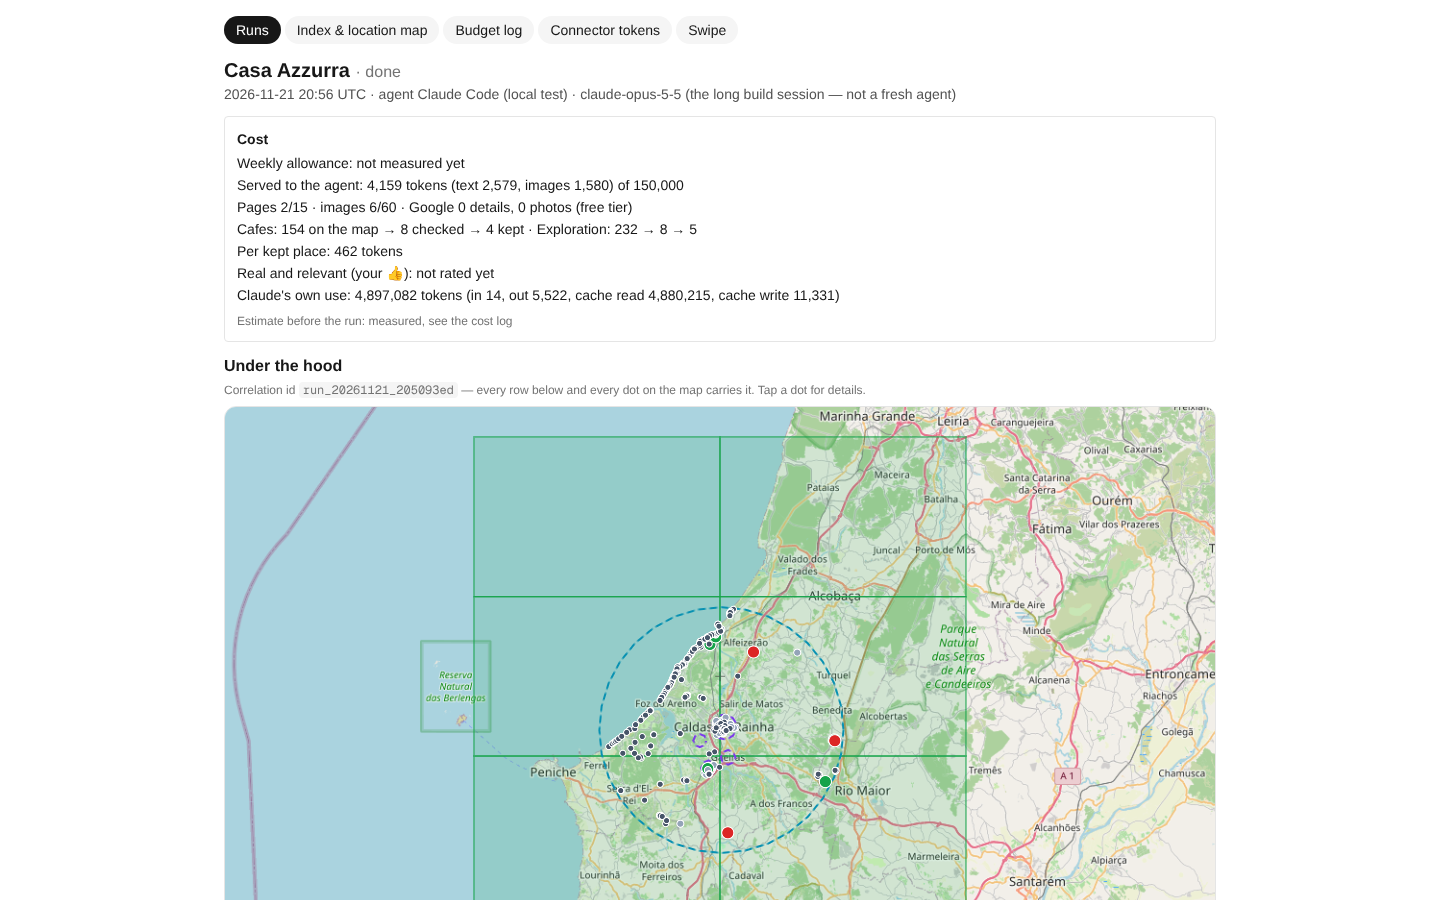 Runs
Index & location map
Budget log
Connector tokens
Swipe
Casa Azzurra · done
2026-11-21 20:56 UTC · agent Claude Code (local test) · claude-opus-5-5 (the long build session — not a fresh agent)
Cost
Weekly allowance: not measured yet
Served to the agent: 4,159 tokens (text 2,579, images 1,580) of 150,000
Pages 2/15 · images 6/60 · Google 0 details, 0 photos (free tier)
Cafes: 154 on the map → 8 checked → 4 kept · Exploration: 232 → 8 → 5
Per kept place: 462 tokens
Real and relevant (your 👍): not rated yet
Claude's own use: 4,897,082 tokens (in 14, out 5,522, cache read 4,880,215, cache write 11,331)
Estimate before the run: measured, see the cost log
Under the hood
Correlation id run_20261121_205093ed — every row below and every dot on the map carries it. Tap a dot for details.
Marinha Grande
Leiria
Caranguejeira
Olival
Caxarias
Maceira
Pataias
Batalha
Santa Catarina
da Serra
Ourém
Fátima
Vilar dos Prazeres
Juncal
Porto de Mós
Valado dos
Frades
Alcobaça
Mira de Aire
Minde
Parque
Natural
das Serras
de Aire
e Candeeiros
Alfeizerão
Turquel
Alcanena
Entroncame
Riachos
Reserva
Natural
das Berlengas
Salir de Matos
Benedita
Alcobertas
Golegã
Peniche
Ferrel
Tremês
A 1
Chamusca
Rio Maior
A dos Francos
Alcanhões
Alpiarça
Marmeleira
Moita dos
Ferreiros
Lourinhã
Cadaval
Santarém